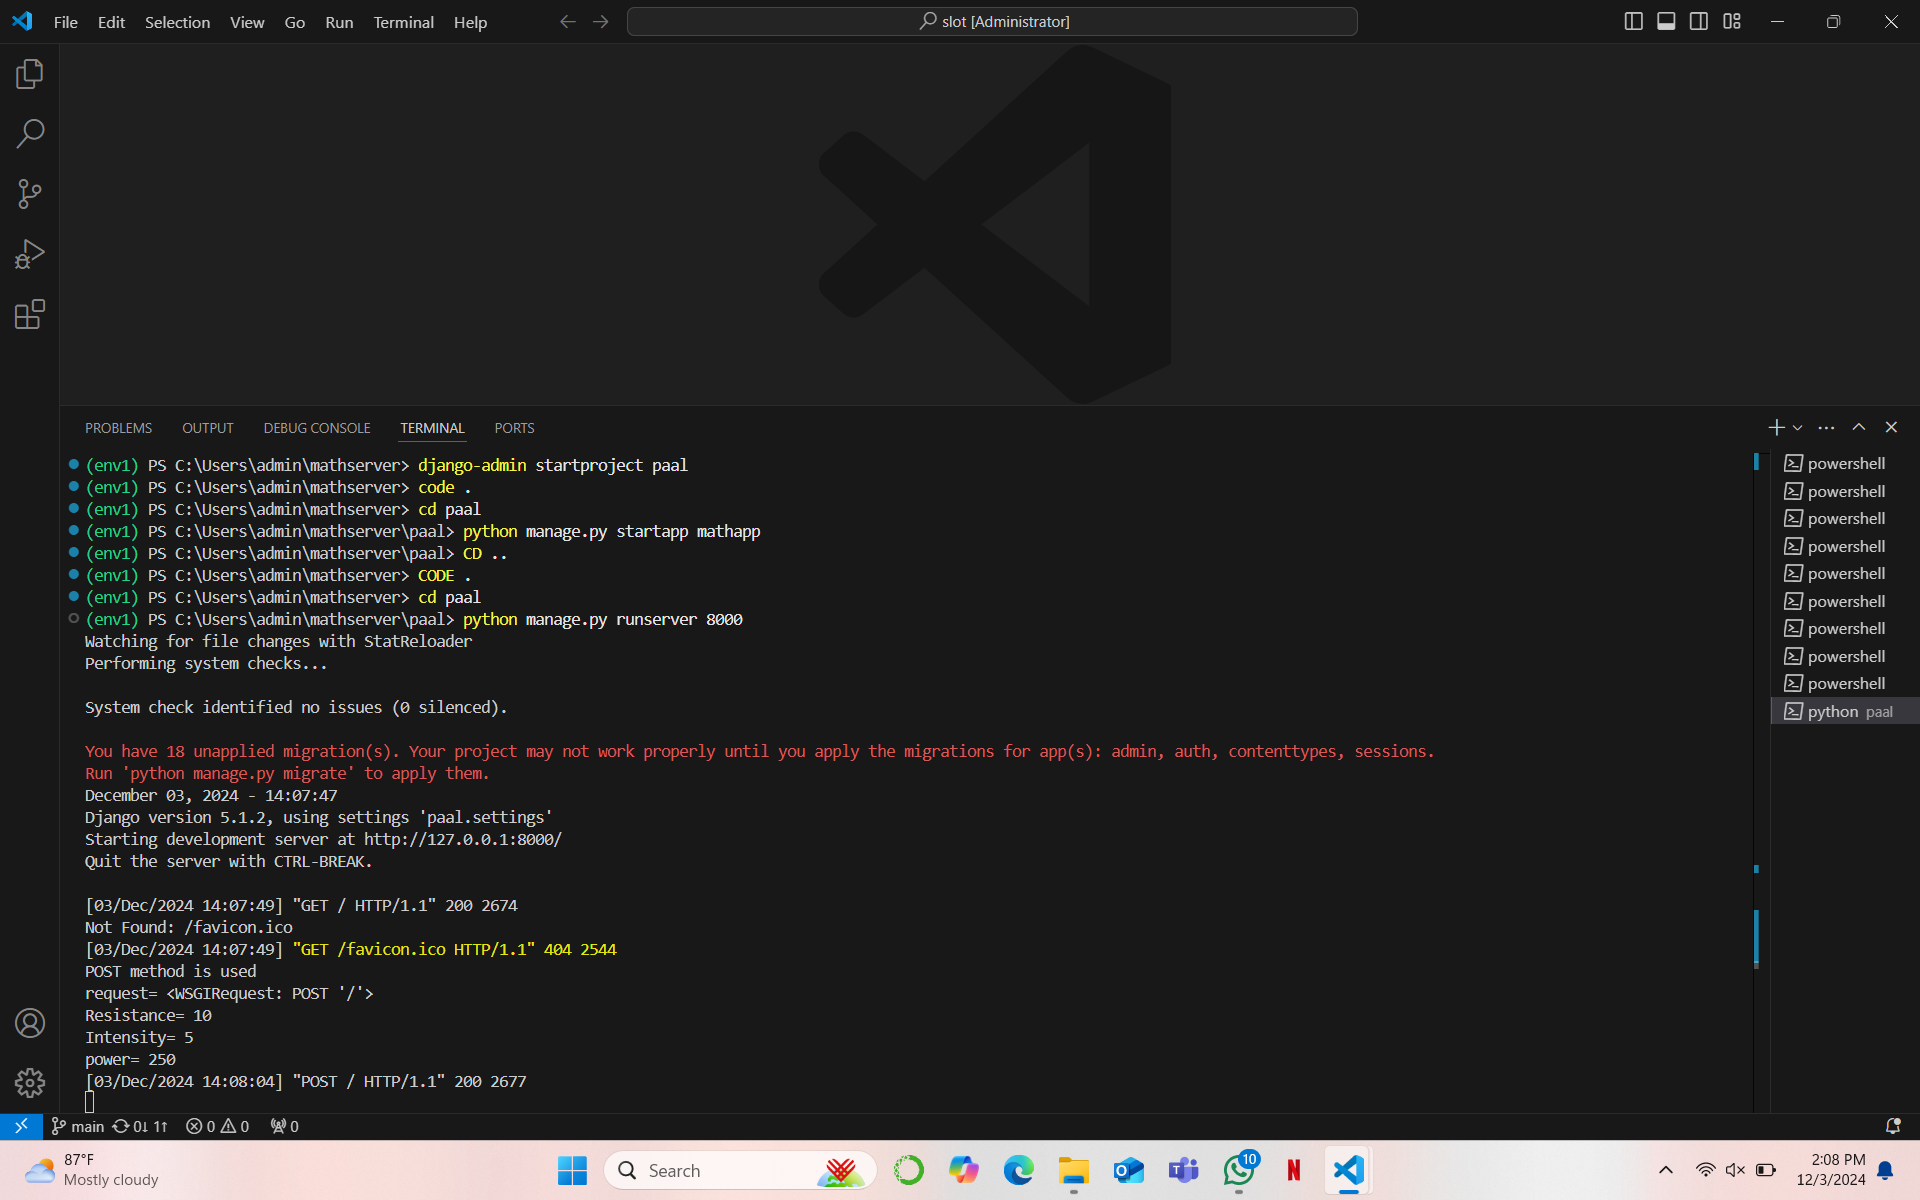 File Edit Selection View Go Run Terminal Help
slot [Administrator]
PROBLEMS OUTPUT DEBUG CONSOLE TERMINAL PORTS
(env1) PS C:\Users\admin\mathserver> django-admin startproject paal
(env1) PS C:\Users\admin\mathserver> code .
(env1) PS C:\Users\admin\mathserver> cd paal
(env1) PS C:\Users\admin\mathserver\paal> python manage.py startapp mathapp
(env1) PS C:\Users\admin\mathserver\paal> CD ..
(env1) PS C:\Users\admin\mathserver> CODE .
(env1) PS C:\Users\admin\mathserver> cd paal
(env1) PS C:\Users\admin\mathserver\paal> python manage.py runserver 8000
Watching for file changes with StatReloader
Performing system checks...
System check identified no issues (0 silenced).
You have 18 unapplied migration(s). Your project may not work properly until you apply the migrations for app(s): admin, auth, contenttypes, sessions.
Run 'python manage.py migrate' to apply them.
December 03, 2024 - 14:07:47
Django version 5.1.2, using settings 'paal.settings'
Starting development server at http://127.0.0.1:8000/
Quit the server with CTRL-BREAK.
[03/Dec/2024 14:07:49] "GET / HTTP/1.1" 200 2674
Not Found: /favicon.ico
[03/Dec/2024 14:07:49] "GET /favicon.ico HTTP/1.1" 404 2544
POST method is used
request= <WSGIRequest: POST '/'>
Resistance= 10
Intensity= 5
power= 250
[03/Dec/2024 14:08:04] "POST / HTTP/1.1" 200 2677
powershell
powershell
powershell
powershell
powershell
powershell
powershell
powershell
powershell
python paal
main 0↓ 1↑ 0 0 0
87°F
Mostly cloudy
Search
10
N
2:08 PM
12/3/2024